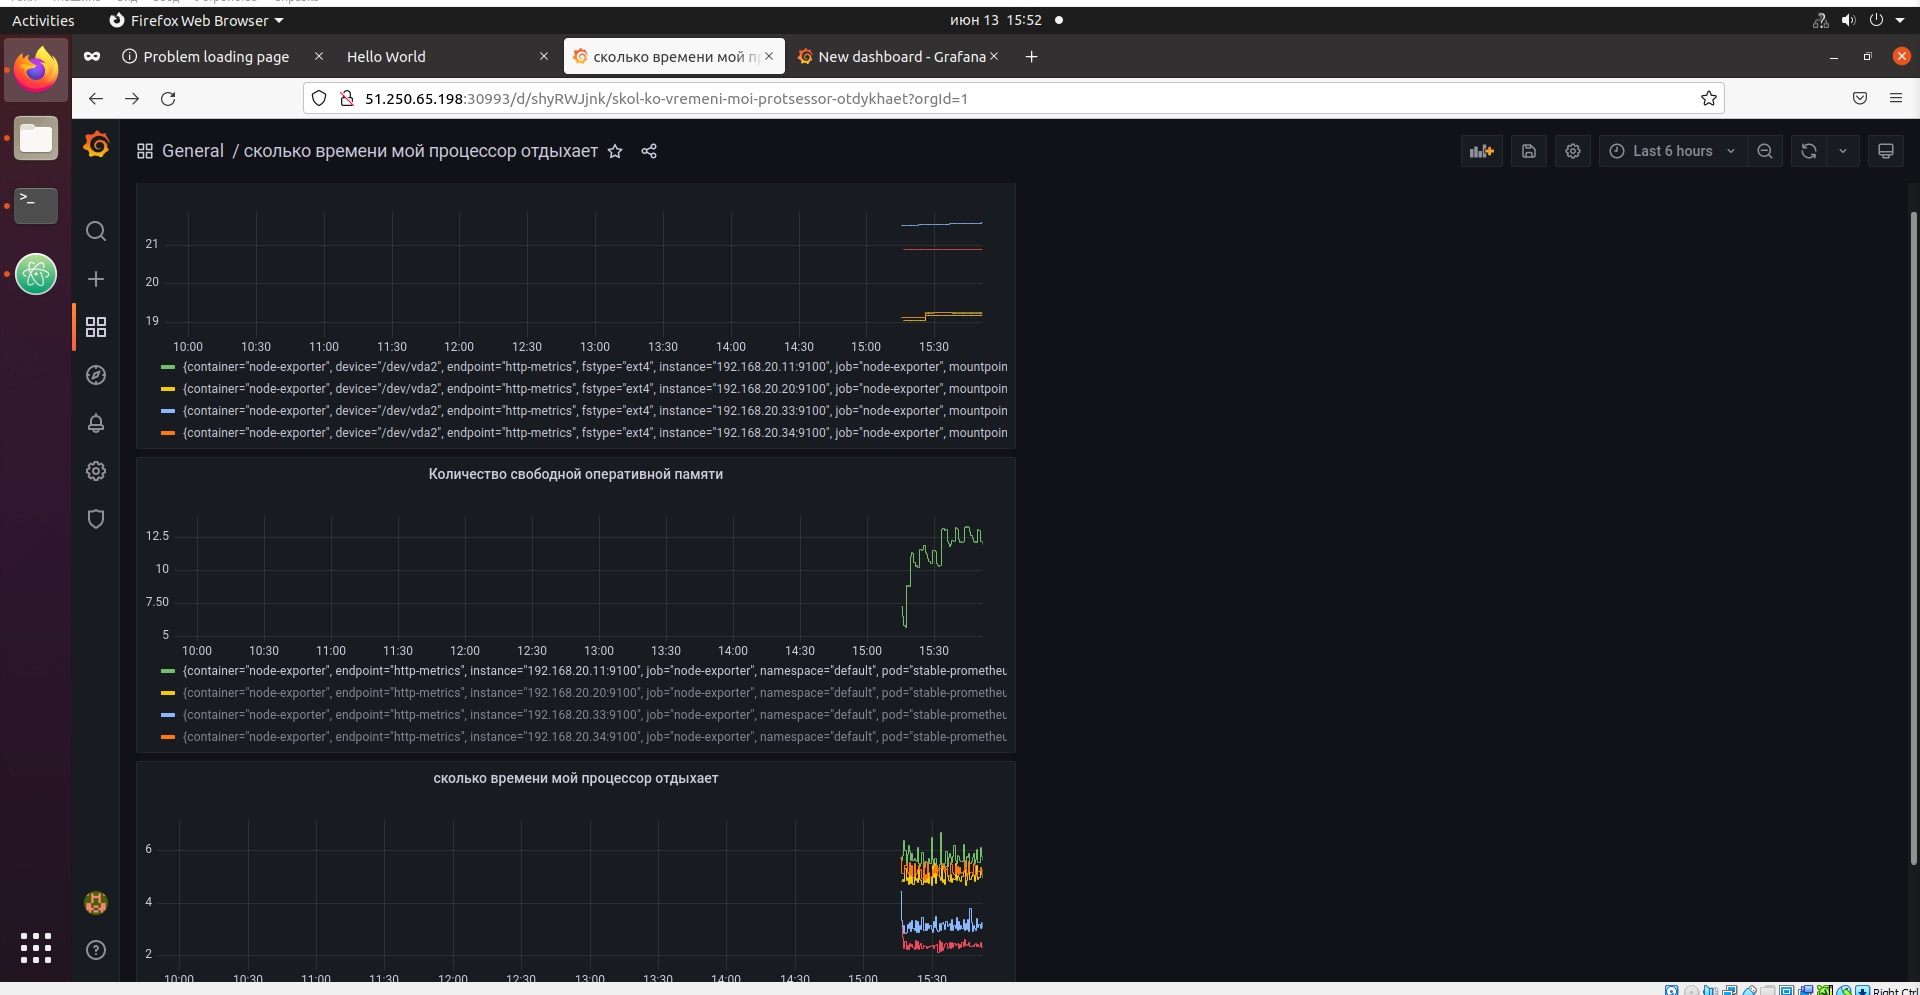 Activities
Firefox Web Browser
июн 13 15:52
Problem loading page
Hello World
сколько времени мой п
New dashboard - Grafana
51.250.65.198:30993/d/shyRWJjnk/skol-ko-vremeni-moi-protsessor-otdykhaet?orgId=1
General / сколько времени мой процессор отдыхает
Last 6 hours
21
20
19
10:00 10:30 11:00 11:30 12:00 12:30 13:00 13:30 14:00 14:30 15:00 15:30
{container="node-exporter", device="/dev/vda2", endpoint="http-metrics", fstype="ext4", instance="192.168.20.11:9100", job="node-exporter", mountpoin
{container="node-exporter", device="/dev/vda2", endpoint="http-metrics", fstype="ext4", instance="192.168.20.20:9100", job="node-exporter", mountpoin
{container="node-exporter", device="/dev/vda2", endpoint="http-metrics", fstype="ext4", instance="192.168.20.33:9100", job="node-exporter", mountpoin
{container="node-exporter", device="/dev/vda2", endpoint="http-metrics", fstype="ext4", instance="192.168.20.34:9100", job="node-exporter", mountpoin
Количество свободной оперативной памяти
12.5
10
7.50
5
10:00 10:30 11:00 11:30 12:00 12:30 13:00 13:30 14:00 14:30 15:00 15:30
{container="node-exporter", endpoint="http-metrics", instance="192.168.20.11:9100", job="node-exporter", namespace="default", pod="stable-prometheu
{container="node-exporter", endpoint="http-metrics", instance="192.168.20.20:9100", job="node-exporter", namespace="default", pod="stable-prometheu
{container="node-exporter", endpoint="http-metrics", instance="192.168.20.33:9100", job="node-exporter", namespace="default", pod="stable-prometheu
{container="node-exporter", endpoint="http-metrics", instance="192.168.20.34:9100", job="node-exporter", namespace="default", pod="stable-prometheu
сколько времени мой процессор отдыхает
6
4
2
10:00 10:30 11:00 11:30 12:00 12:30 13:00 13:30 14:00 14:30 15:00 15:30
Right Ctrl